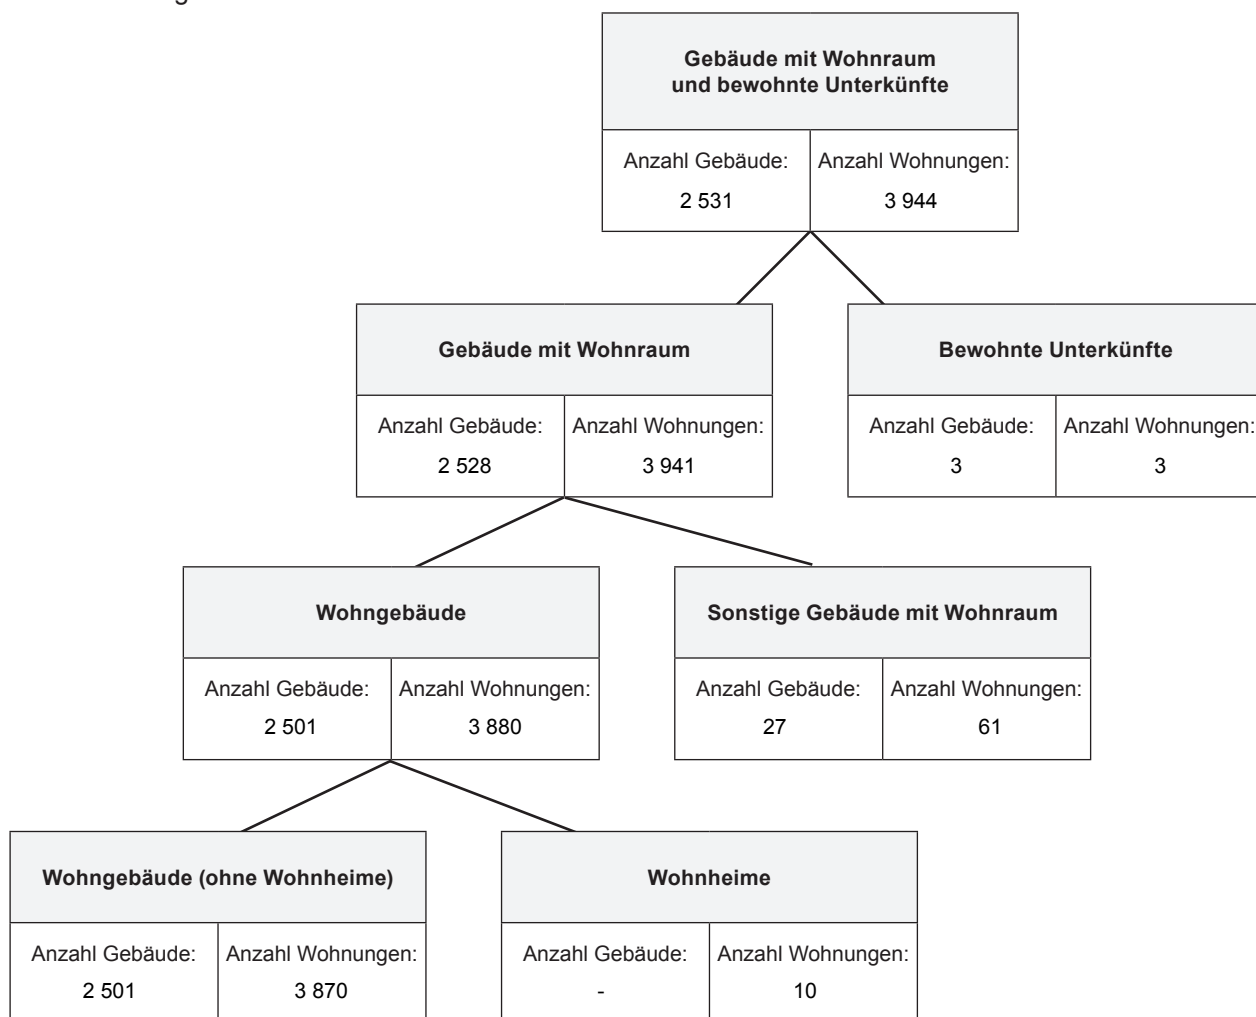 Gebäude mit Wohnraum
und bewohnte Unterkünfte
Anzahl Gebäude: Anzahl Wohnungen:
2 531 3 944
Gebäude mit Wohnraum Bewohnte Unterkünfte
Anzahl Gebäude: Anzahl Wohnungen: Anzahl Gebäude: Anzahl Wohnungen:
2 528 3 941 3 3
Wohngebäude Sonstige Gebäude mit Wohnraum
Anzahl Gebäude: Anzahl Wohnungen: Anzahl Gebäude: Anzahl Wohnungen:
2 501 3 880 27 61
Wohngebäude (ohne Wohnheime) Wohnheime
Anzahl Gebäude: Anzahl Wohnungen: Anzahl Gebäude: Anzahl Wohnungen:
2 501 3 870 - 10